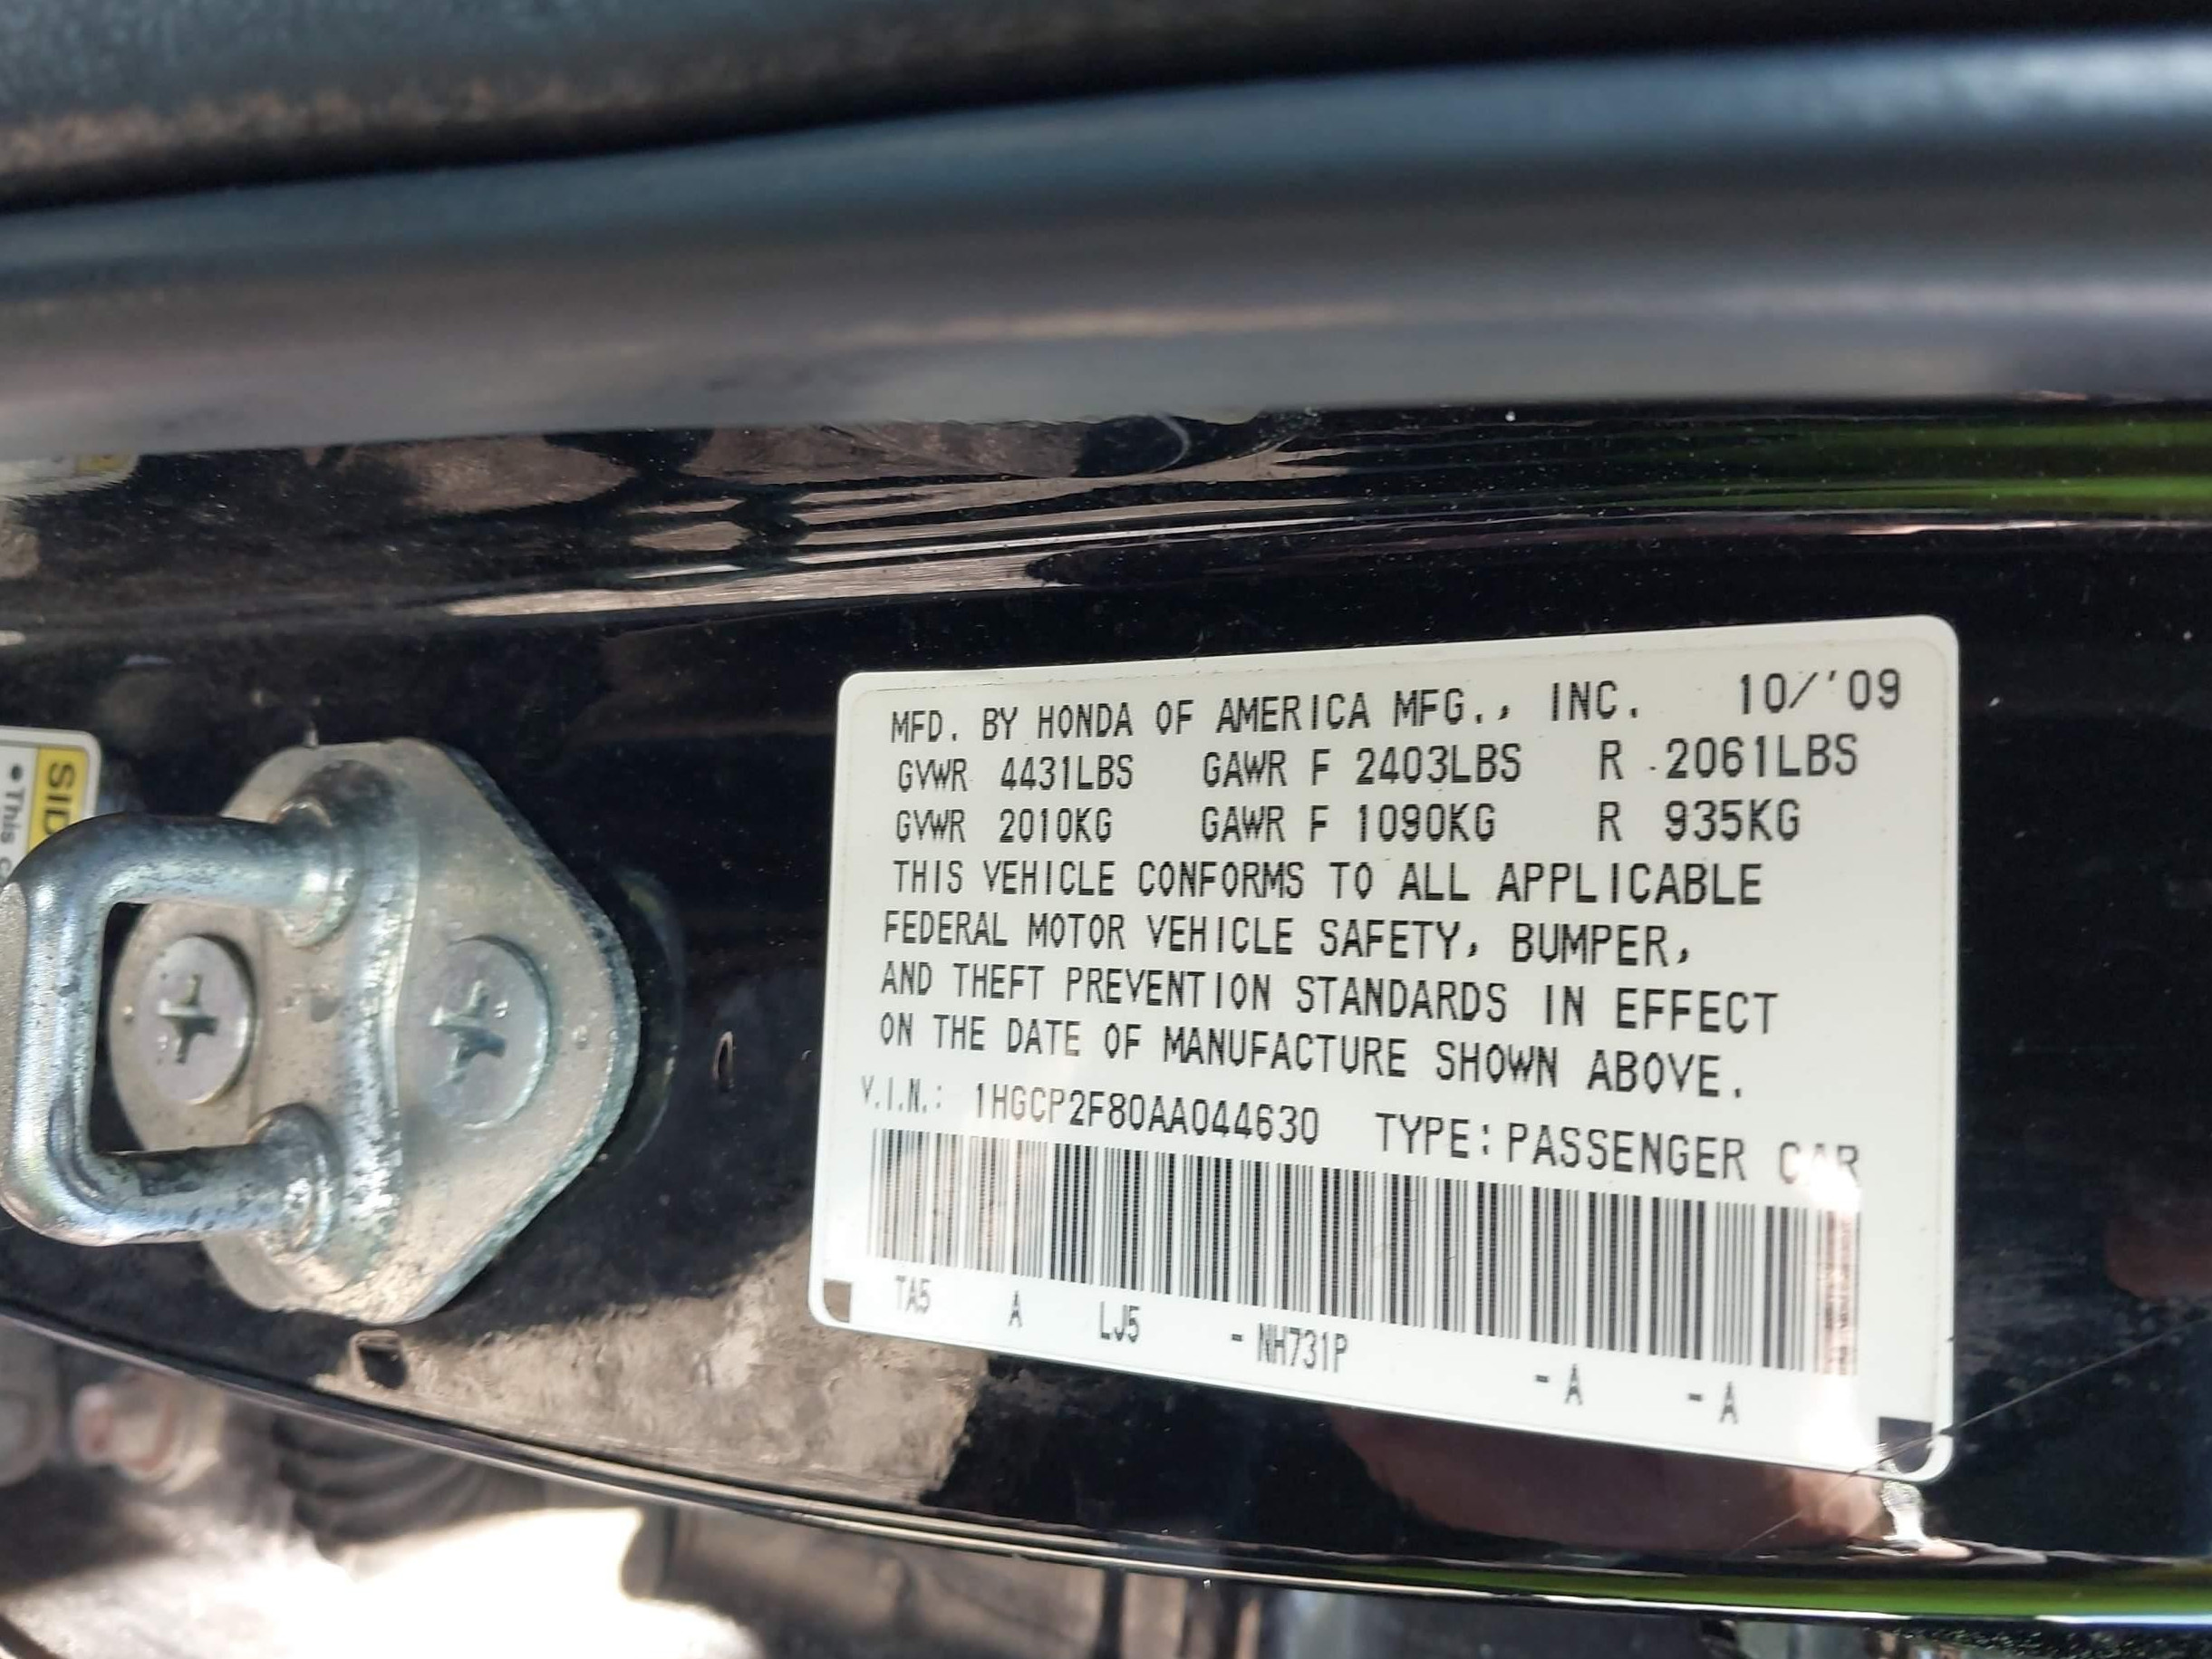 SID
• This
MFD. BY HONDA OF AMERICA MFG., INC. 10/'09
GVWR 4431LBS GAWR F 2403LBS R 2061LBS
GVWR 2010KG GAWR F 1090KG R 935KG
THIS VEHICLE CONFORMS TO ALL APPLICABLE
FEDERAL MOTOR VEHICLE SAFETY, BUMPER,
AND THEFT PREVENTION STANDARDS IN EFFECT
ON THE DATE OF MANUFACTURE SHOWN ABOVE.
V.I.N.: 1HGCP2F80AA044630 TYPE: PASSENGER CAR
TA5 A LJ5 - NH731P - A - A